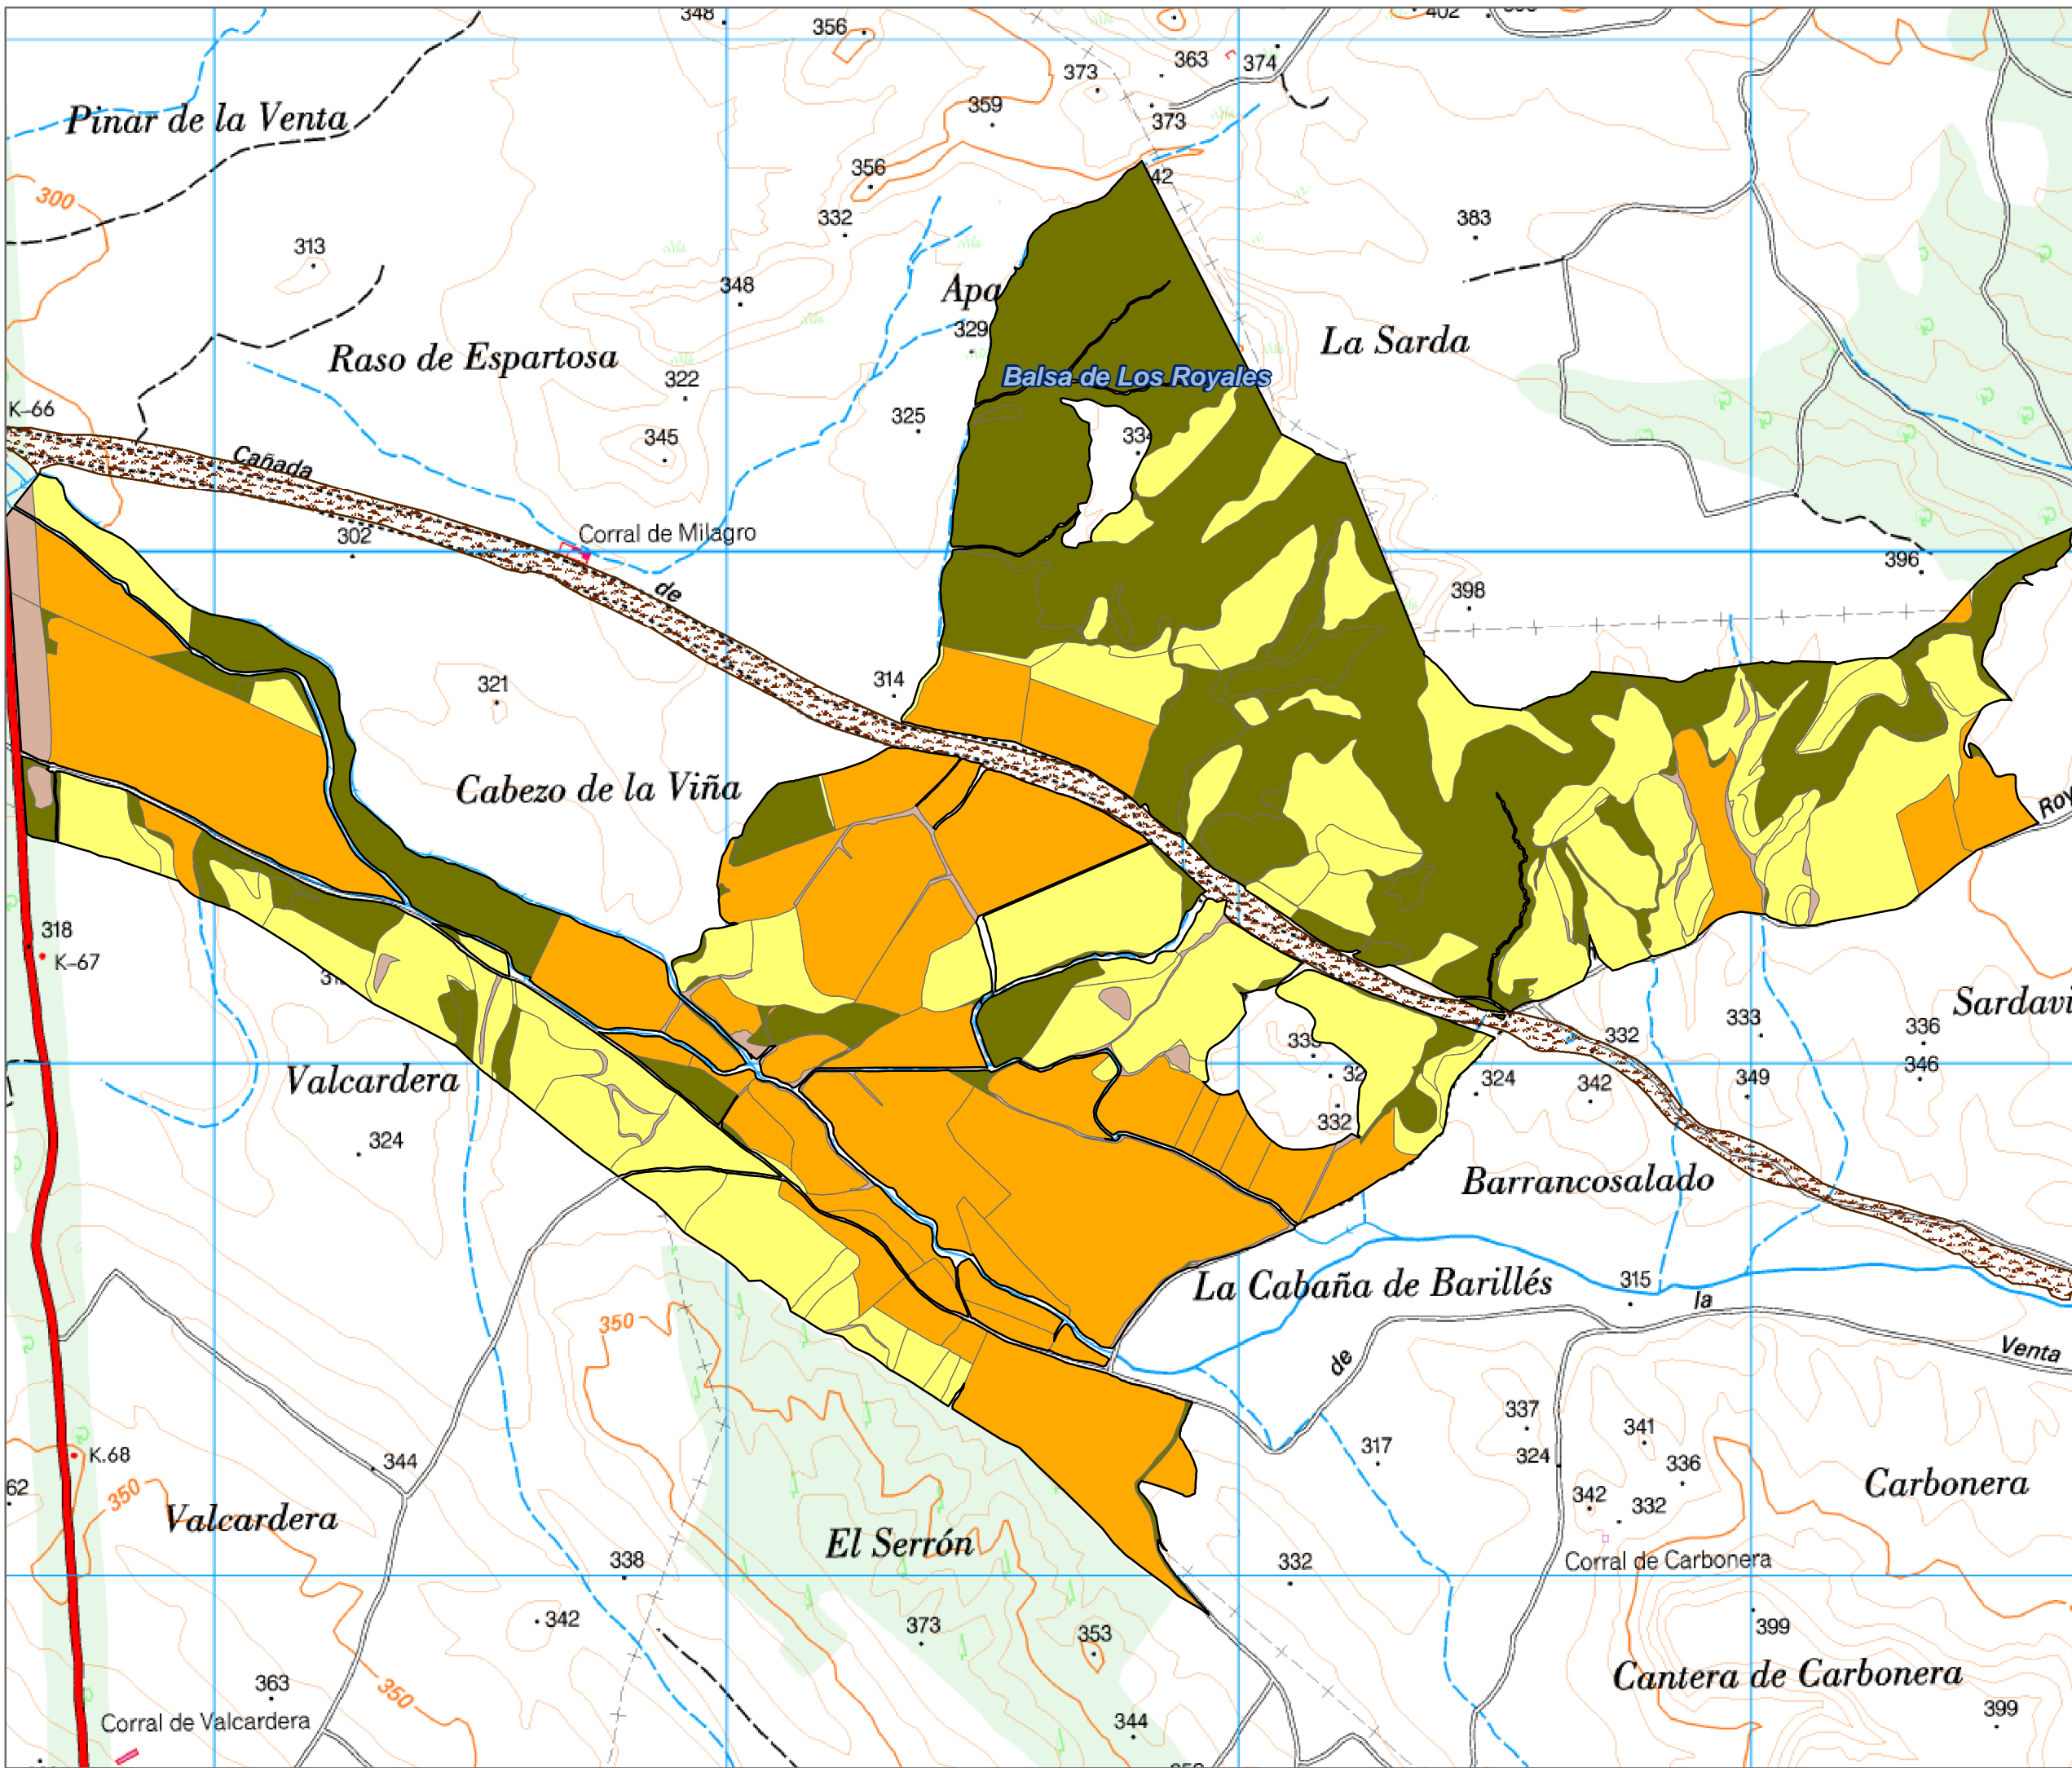 348
356
402
363
374
373
359
373
Pinar de la Venta
356
42
300
332
383
313
348
Apa
329
La Sarda
Raso de Espartosa
322
Balsa de Los Royales
K-66
325
345
334
Cañada
302
Corral de Milagro
396
de
398
314
321
Cabezo de la Viña
Roy
318
K-67
Sardavi
332
333
336
346
Valcardera
324
342
349
332
324
Barrancosalado
La Cabaña de Barillés
315
la
350
de
Venta
337
341
317
324
336
K.68
344
62
350
342
332
Carbonera
Valcardera
El Serrón
338
332
Corral de Carbonera
342
373
353
399
363
350
Cantera de Carbonera
Corral de Valcardera
344
399